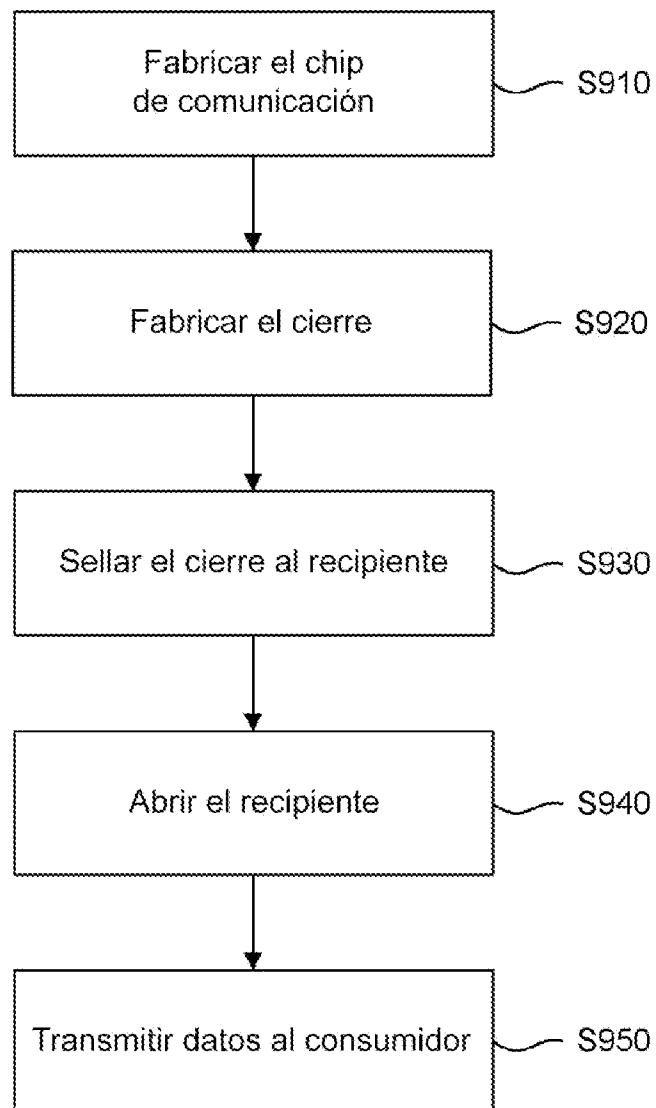 Fabricar el chip
de comunicación
S910
Fabricar el cierre
S920
Sellar el cierre al recipiente
S930
Abrir el recipiente
S940
Transmitir datos al consumidor
S950